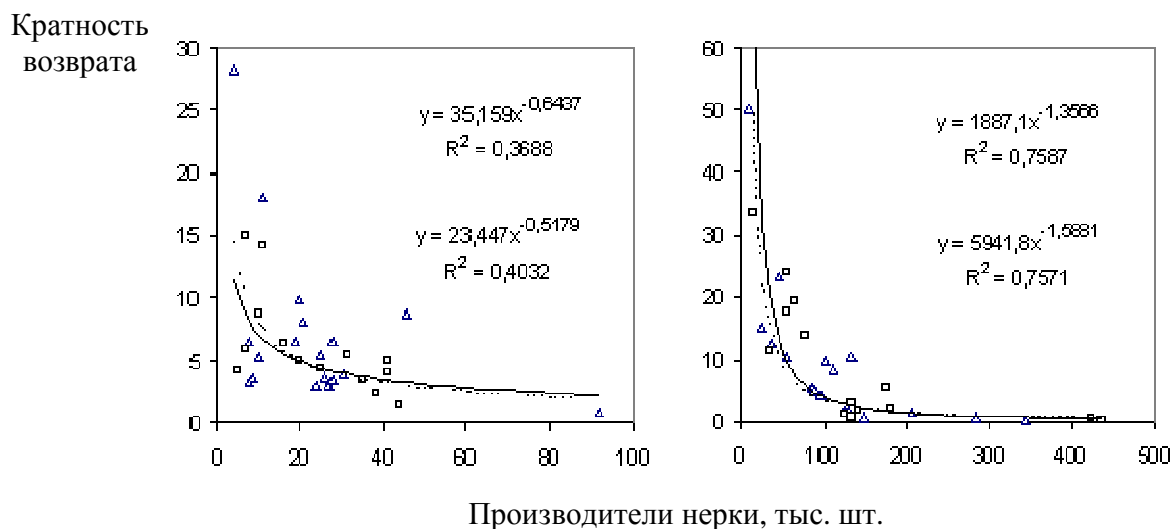 Кратность
возврата
30
25
20
15
10
5
0
0
20
40
60
80
100
y = 35,159x^-0,6437
R² = 0,3688
y = 23,447x^-0,5179
R² = 0,4032
60
50
40
30
20
10
0
0
100
200
300
400
500
y = 1887,1x^-1,3566
R² = 0,7587
y = 5941,8x^-1,5881
R² = 0,7571
Производители нерки, тыс. шт.